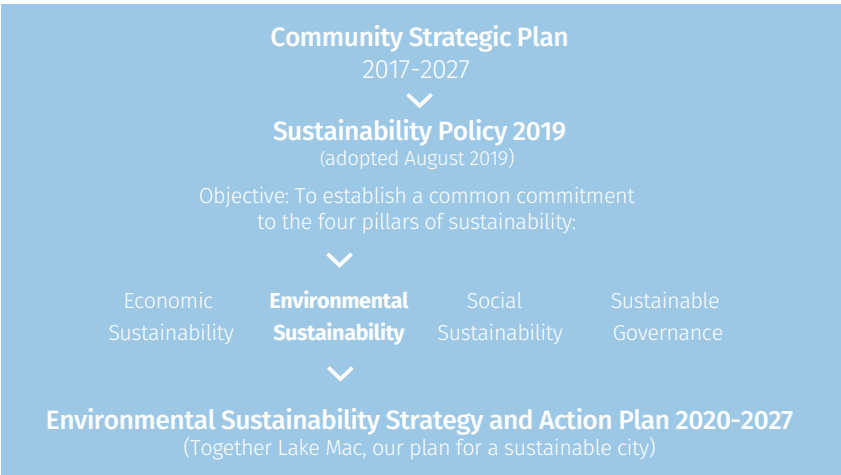 Community Strategic Plan
2017-2027
Sustainability Policy 2019
(adopted August 2019)
Objective: To establish a common commitment
to the four pillars of sustainability:
Economic Sustainability
Environmental Sustainability
Social Sustainability
Sustainable Governance
Environmental Sustainability Strategy and Action Plan 2020-2027
(Together Lake Mac, our plan for a sustainable city)